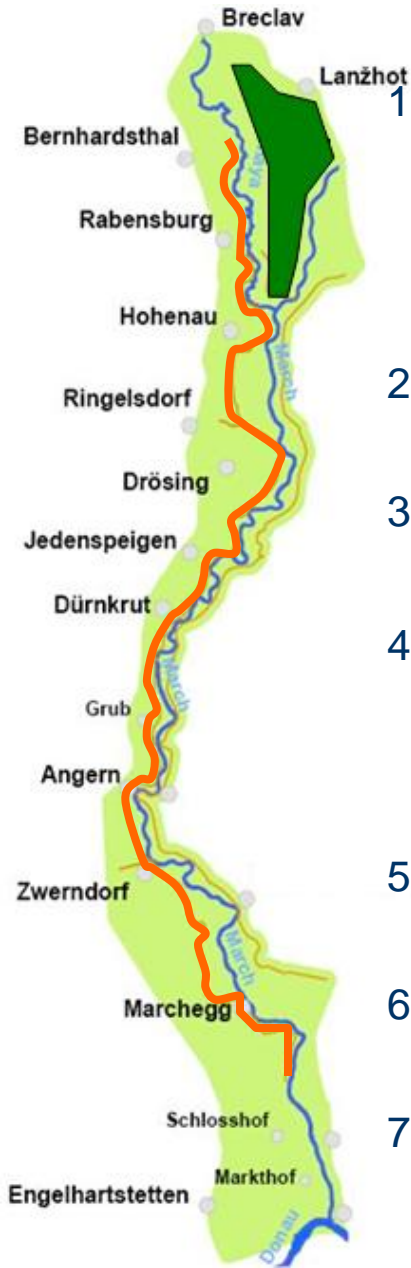 Breclav
Lanžhot
1
Bernhardsthal
Rabensburg
Hohenau
March
2
Ringelsdorf
Drösing
3
Jedenspeigen
Dürnkrut
4
March
Grub
Angern
5
Zwerndorf
March
6
Marchegg
Schlosshof
7
Markthof
Engelhartstetten
Donau